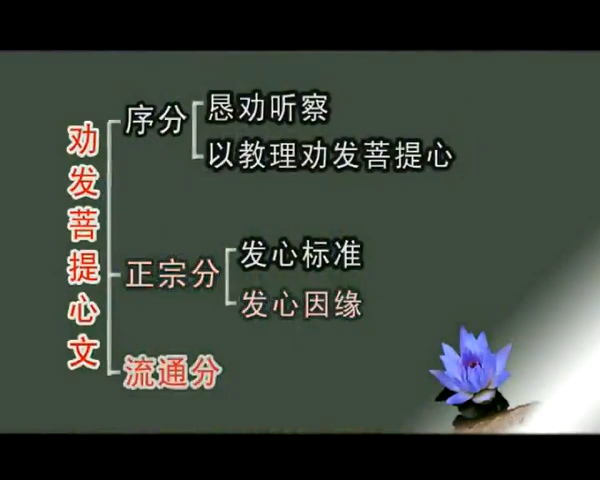 劝发菩提心文
序分
恳劝听察
以教理劝发菩提心
正宗分
发心标准
发心因缘
流通分